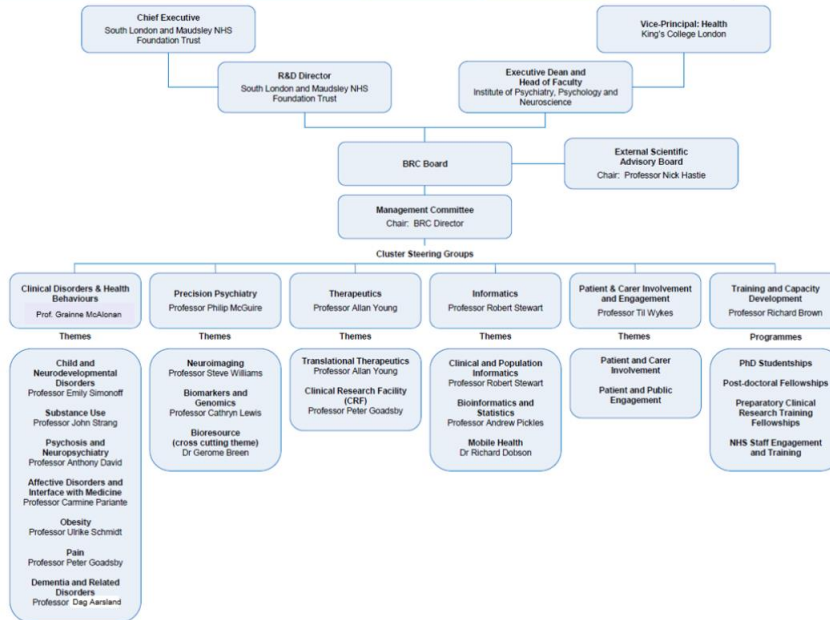 Chief Executive
South London and Maudsley NHS
Foundation Trust
Vice-Principal: Health
King's College London
R&D Director
South London and Maudsley NHS
Foundation Trust
Executive Dean and
Head of Faculty
Institute of Psychiatry, Psychology and
Neuroscience
BRC Board
External Scientific
Advisory Board
Chair: Professor Nick Hastie
Management Committee
Chair: BRC Director
Cluster Steering Groups
Clinical Disorders & Health
Behaviours
Prof. Grainne McAlonan
Precision Psychiatry
Professor Philip McGuire
Therapeutics
Professor Allan Young
Informatics
Professor Robert Stewart
Patient & Carer Involvement
and Engagement
Professor Til Wykes
Training and Capacity
Development
Professor Richard Brown
Themes
Themes
Themes
Themes
Themes
Programmes
Child and
Neurodevelopmental
Disorders
Professor Emily Simonoff
Substance Use
Professor John Strang
Psychosis and
Neuropsychiatry
Professor Anthony David
Affective Disorders and
Interface with Medicine
Professor Carmine Pariante
Obesity
Professor Ulrike Schmidt
Pain
Professor Peter Goadsby
Dementia and Related
Disorders
Professor Dag Aarsland
Neuroimaging
Professor Steve Williams
Biomarkers and
Genomics
Professor Cathryn Lewis
Bioresource
(cross cutting theme)
Dr Gerome Breen
Translational Therapeutics
Professor Allan Young
Clinical Research Facility
(CRF)
Professor Peter Goadsby
Clinical and Population
Informatics
Professor Robert Stewart
Bioinformatics and
Statistics
Professor Andrew Pickles
Mobile Health
Dr Richard Dobson
Patient and Carer
Involvement
Patient and Public
Engagement
PhD Studentships
Post-doctoral Fellowships
Preparatory Clinical
Research Training
Fellowships
NHS Staff Engagement
and Training